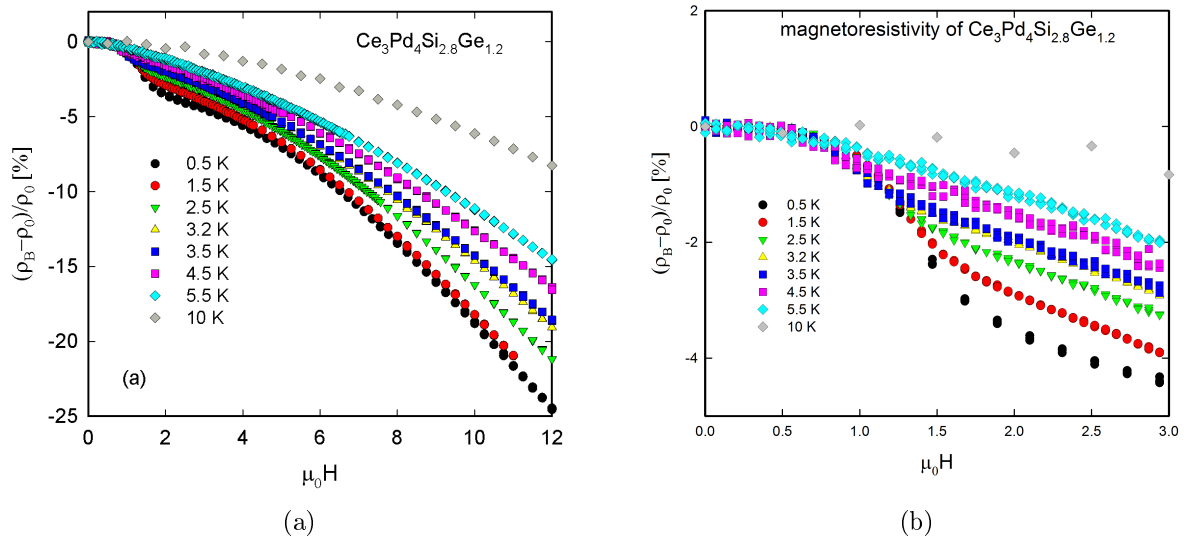 Ce3Pd4Si2.8Ge1.2
0
-5
-10
-15
-20
-25
(ρB–ρ0)/ρ0 [%]
0.5 K
1.5 K
2.5 K
3.2 K
3.5 K
4.5 K
5.5 K
10 K
(a)
0 2 4 6 8 10 12
μ0H
(a)
magnetoresistivity of Ce3Pd4Si2.8Ge1.2
2
0
-2
-4
(ρB–ρ0)/ρ0 [%]
0.5 K
1.5 K
2.5 K
3.2 K
3.5 K
4.5 K
5.5 K
10 K
0.0 0.5 1.0 1.5 2.0 2.5 3.0
μ0H
(b)